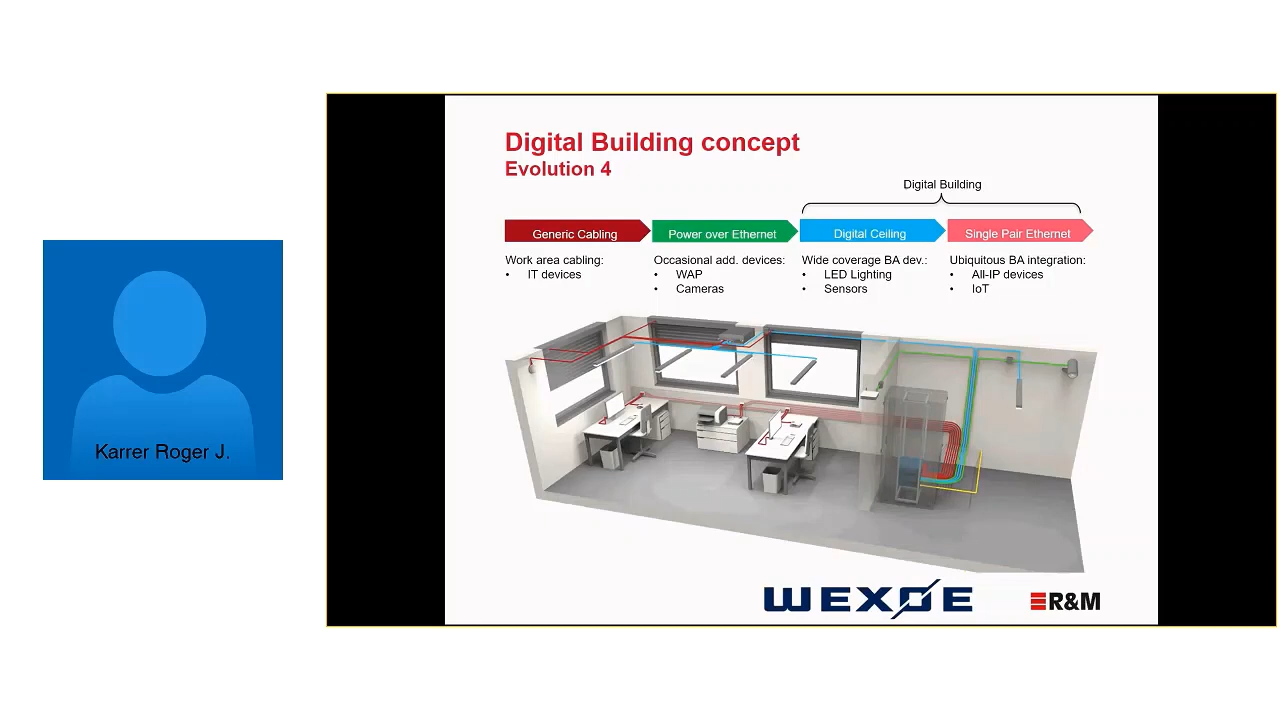 Digital Building concept
Evolution 4
Digital Building
Generic Cabling
Power over Ethernet
Digital Ceiling
Single Pair Ethernet
Work area cabling:
• IT devices
Occasional add. devices:
• WAP
• Cameras
Wide coverage BA dev.:
• LED Lighting
• Sensors
Ubiquitous BA integration:
• All-IP devices
• IoT
Karrer Roger J.
WEXØE
R&M